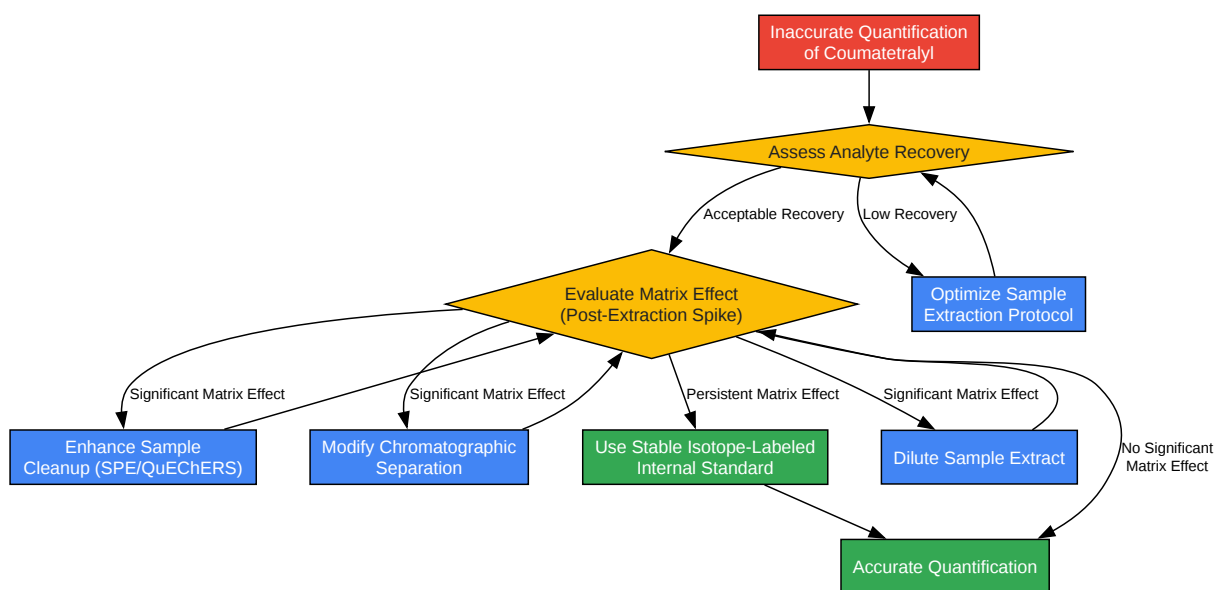 Inaccurate Quantification
of Coumatetralyl
Assess Analyte Recovery
Acceptable Recovery
Low Recovery
Evaluate Matrix Effect
(Post-Extraction Spike)
Optimize Sample
Extraction Protocol
Significant Matrix Effect
Significant Matrix Effect
Persistent Matrix Effect
Significant Matrix Effect
No Significant
Matrix Effect
Enhance Sample
Cleanup (SPE/QuEChERS)
Modify Chromatographic
Separation
Use Stable Isotope-Labeled
Internal Standard
Dilute Sample Extract
Accurate Quantification